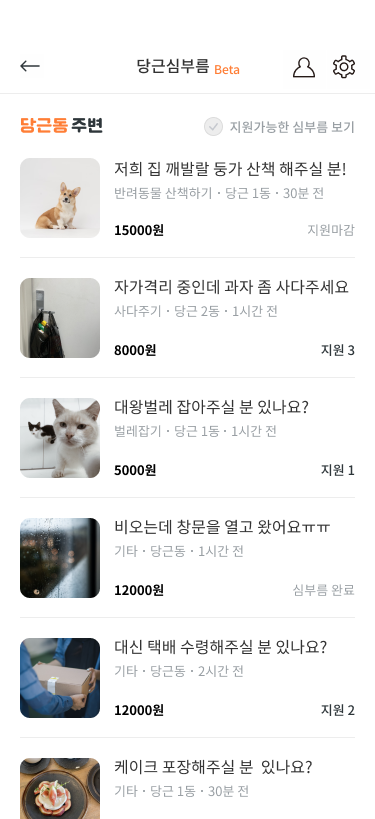 당근심부름 Beta
당근동 주변
지원가능한 심부름 보기
저희 집 깨발랄 둥가 산책 해주실 분!
반려동물 산책하기 · 당근 1동 · 30분 전
15000원 지원마감
자가격리 중인데 과자 좀 사다주세요
사다주기 · 당근 2동 · 1시간 전
8000원 지원 3
대왕벌레 잡아주실 분 있나요?
벌레잡기 · 당근 1동 · 1시간 전
5000원 지원 1
비오는데 창문을 열고 왔어요ㅠㅠ
기타 · 당근동 · 1시간 전
12000원 심부름 완료
대신 택배 수령해주실 분 있나요?
기타 · 당근동 · 2시간 전
12000원 지원 2
케이크 포장해주실 분 있나요?
기타 · 당근 1동 · 30분 전